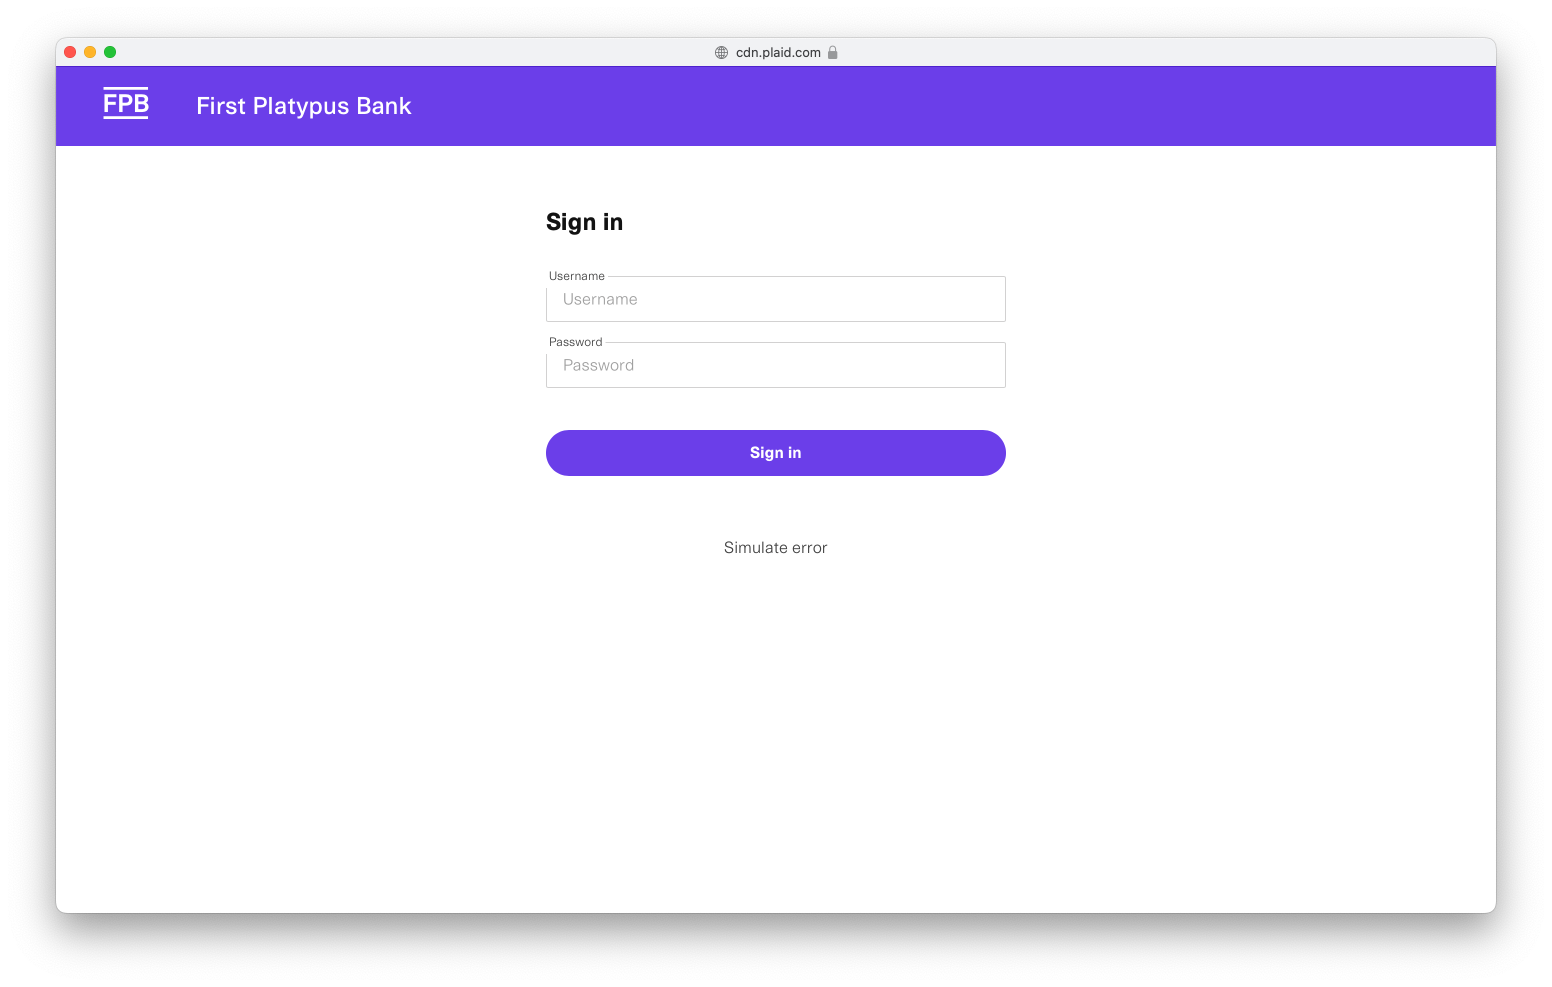 cdn.plaid.com
FPB
First Platypus Bank
Sign in
Username
Username
Password
Password
Sign in
Simulate error